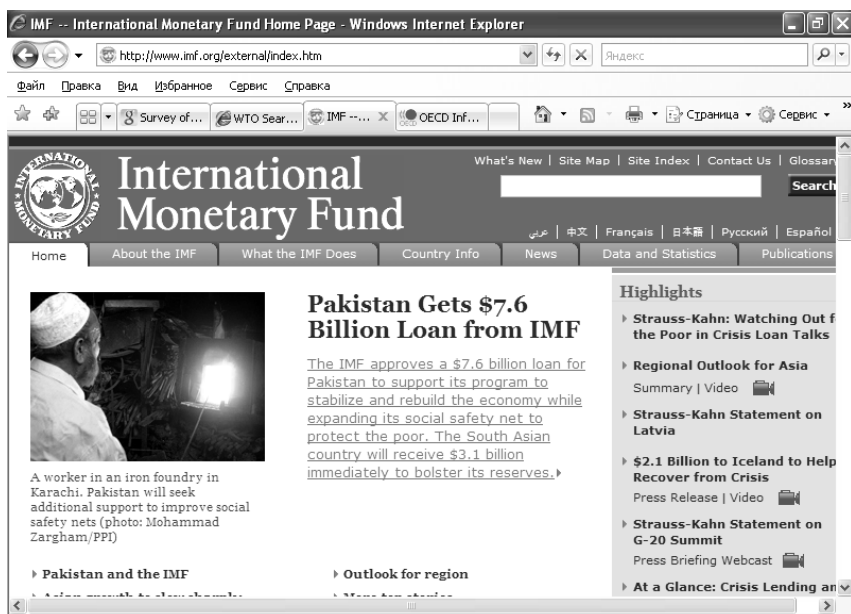 IMF -- International Monetary Fund Home Page - Windows Internet Explorer
http://www.imf.org/external/index.htm
Яндекс
Файл Правка Вид Избранное Сервис Справка
Survey of... WTO Sear... IMF --... OECD Inf... Страница Сервис
What's New | Site Map | Site Index | Contact Us | Glossary
International
Monetary Fund
Search
عربي | 中文 | Français | 日本語 | Русский | Español
Home About the IMF What the IMF Does Country Info News Data and Statistics Publications
Pakistan Gets $7.6
Billion Loan from IMF
The IMF approves a $7.6 billion loan for
Pakistan to support its program to
stabilize and rebuild the economy while
expanding its social safety net to
protect the poor. The South Asian
country will receive $3.1 billion
immediately to bolster its reserves.
A worker in an iron foundry in
Karachi. Pakistan will seek
additional support to improve social
safety nets (photo: Mohammad
Zargham/PPI)
Pakistan and the IMF
Outlook for region
Highlights
Strauss-Kahn: Watching Out f
the Poor in Crisis Loan Talks
Regional Outlook for Asia
Summary | Video
Strauss-Kahn Statement on
Latvia
$2.1 Billion to Iceland to Help
Recover from Crisis
Press Release | Video
Strauss-Kahn Statement on
G-20 Summit
Press Briefing Webcast
At a Glance: Crisis Lending an